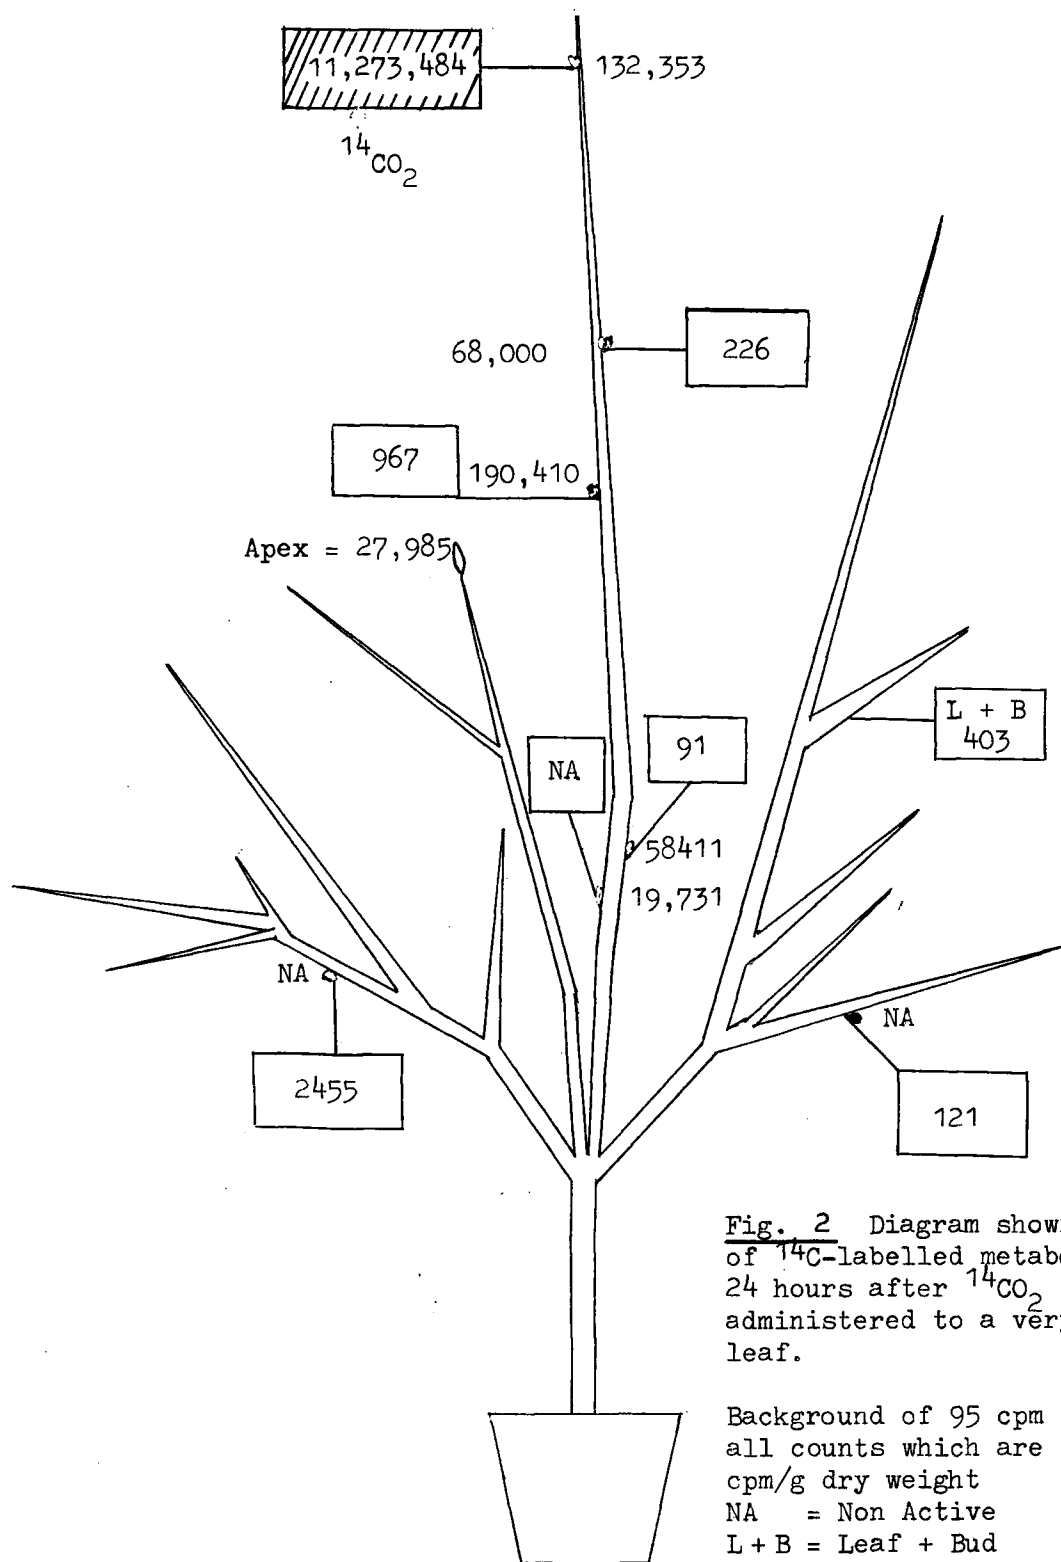 11,273,484
132,353
14CO2
68,000
226
967
190,410
Apex = 27,985
L + B
403
NA
91
58411
19,731
NA
2455
NA
121
Fig. 2 Diagram show
of 14C-labelled metab
24 hours after 14CO2
administered to a ver
leaf.
Background of 95 cpm
all counts which are
cpm/g dry weight
NA = Non Active
L + B = Leaf + Bud